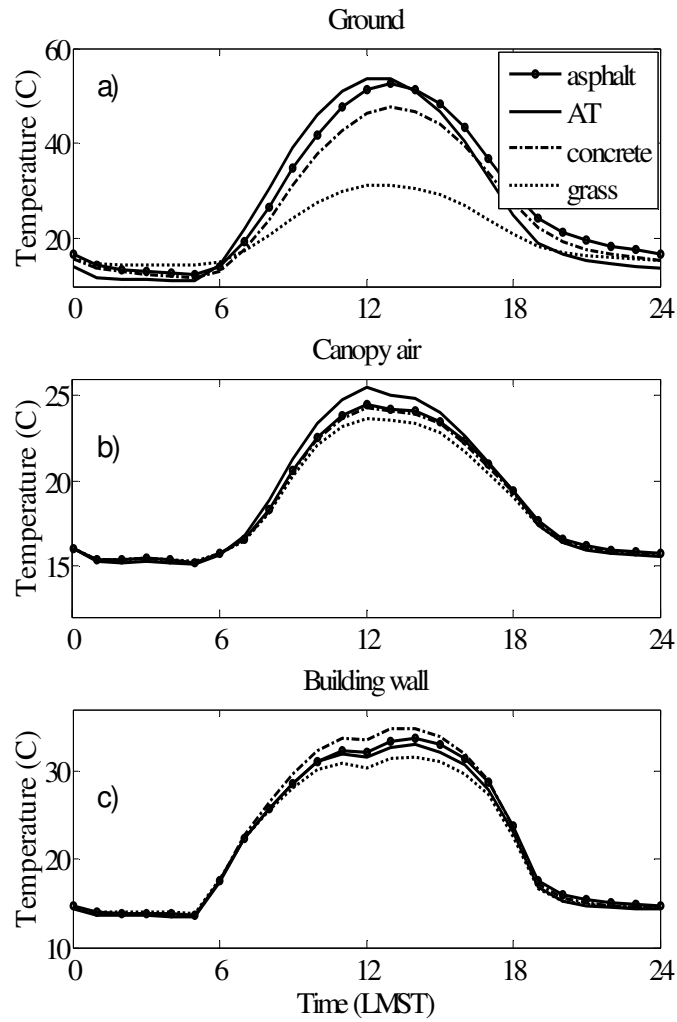 Ground
60
40
20
Temperature (C)
a)
asphalt
AT
concrete
grass
0 6 12 18 24
Canopy air
25
20
15
Temperature (C)
b)
0 6 12 18 24
Building wall
30
20
10
Temperature (C)
c)
0 6 12 18 24
Time (LMST)